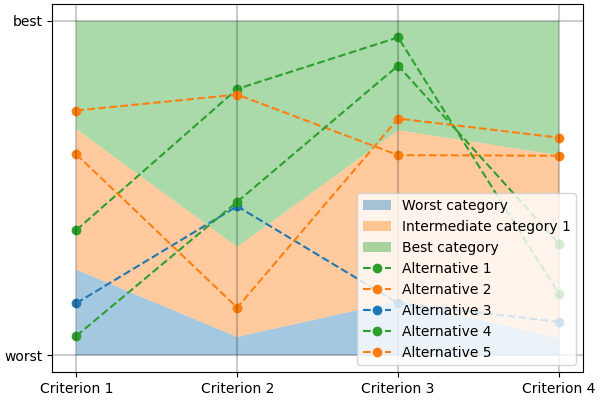 best
worst
Worst category
Intermediate category 1
Best category
Alternative 1
Alternative 2
Alternative 3
Alternative 4
Alternative 5
Criterion 1
Criterion 2
Criterion 3
Criterion 4